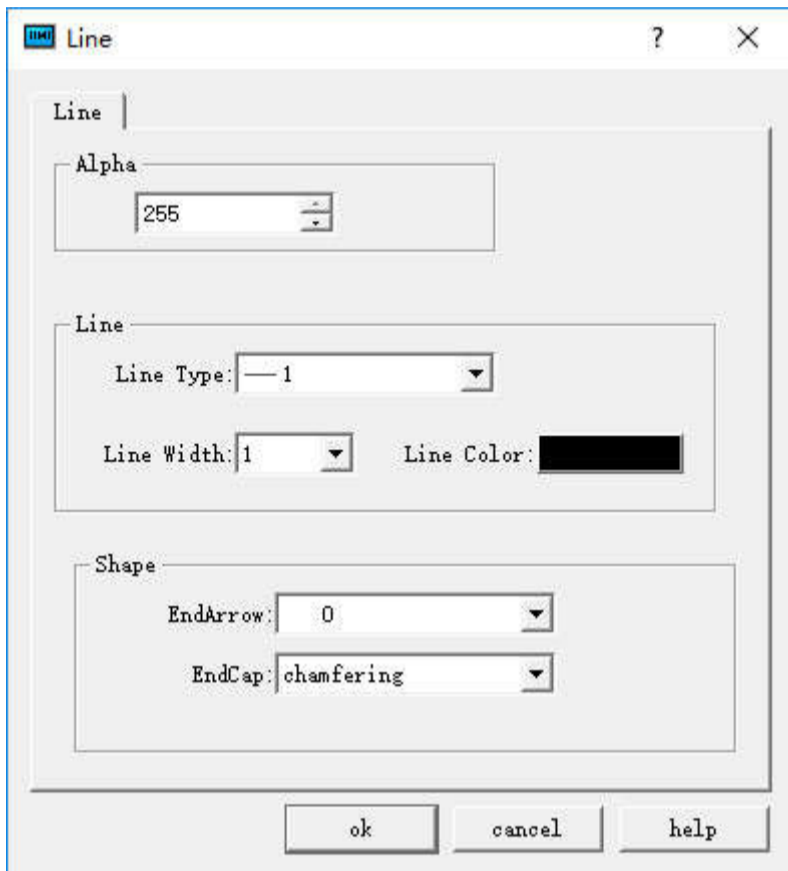 Line ? X
Line
Alpha
255
Line
Line Type: 1
Line Width: 1 Line Color:
Shape
EndArrow: 0
EndCap: chamfering
ok cancel help